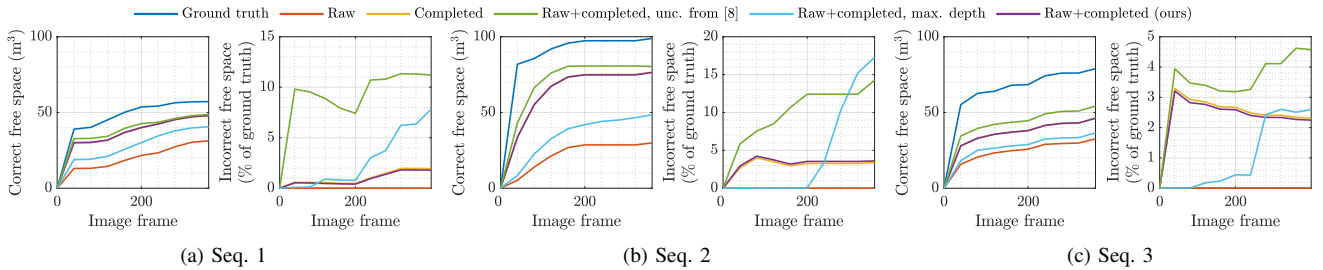 Ground truth Raw Completed Raw+completed, unc. from [8] Raw+completed, max. depth Raw+completed (ours)
Correct free space (m³)
100
50
0
0
200
Image frame
Incorrect free space
(% of ground truth)
15
10
5
0
0
200
Image frame
(a) Seq. 1
Correct free space (m³)
100
50
0
0
200
Image frame
Incorrect free space
(% of ground truth)
20
15
10
5
0
0
200
Image frame
(b) Seq. 2
Correct free space (m³)
100
50
0
0
200
Image frame
Incorrect free space
(% of ground truth)
5
4
3
2
1
0
0
200
Image frame
(c) Seq. 3